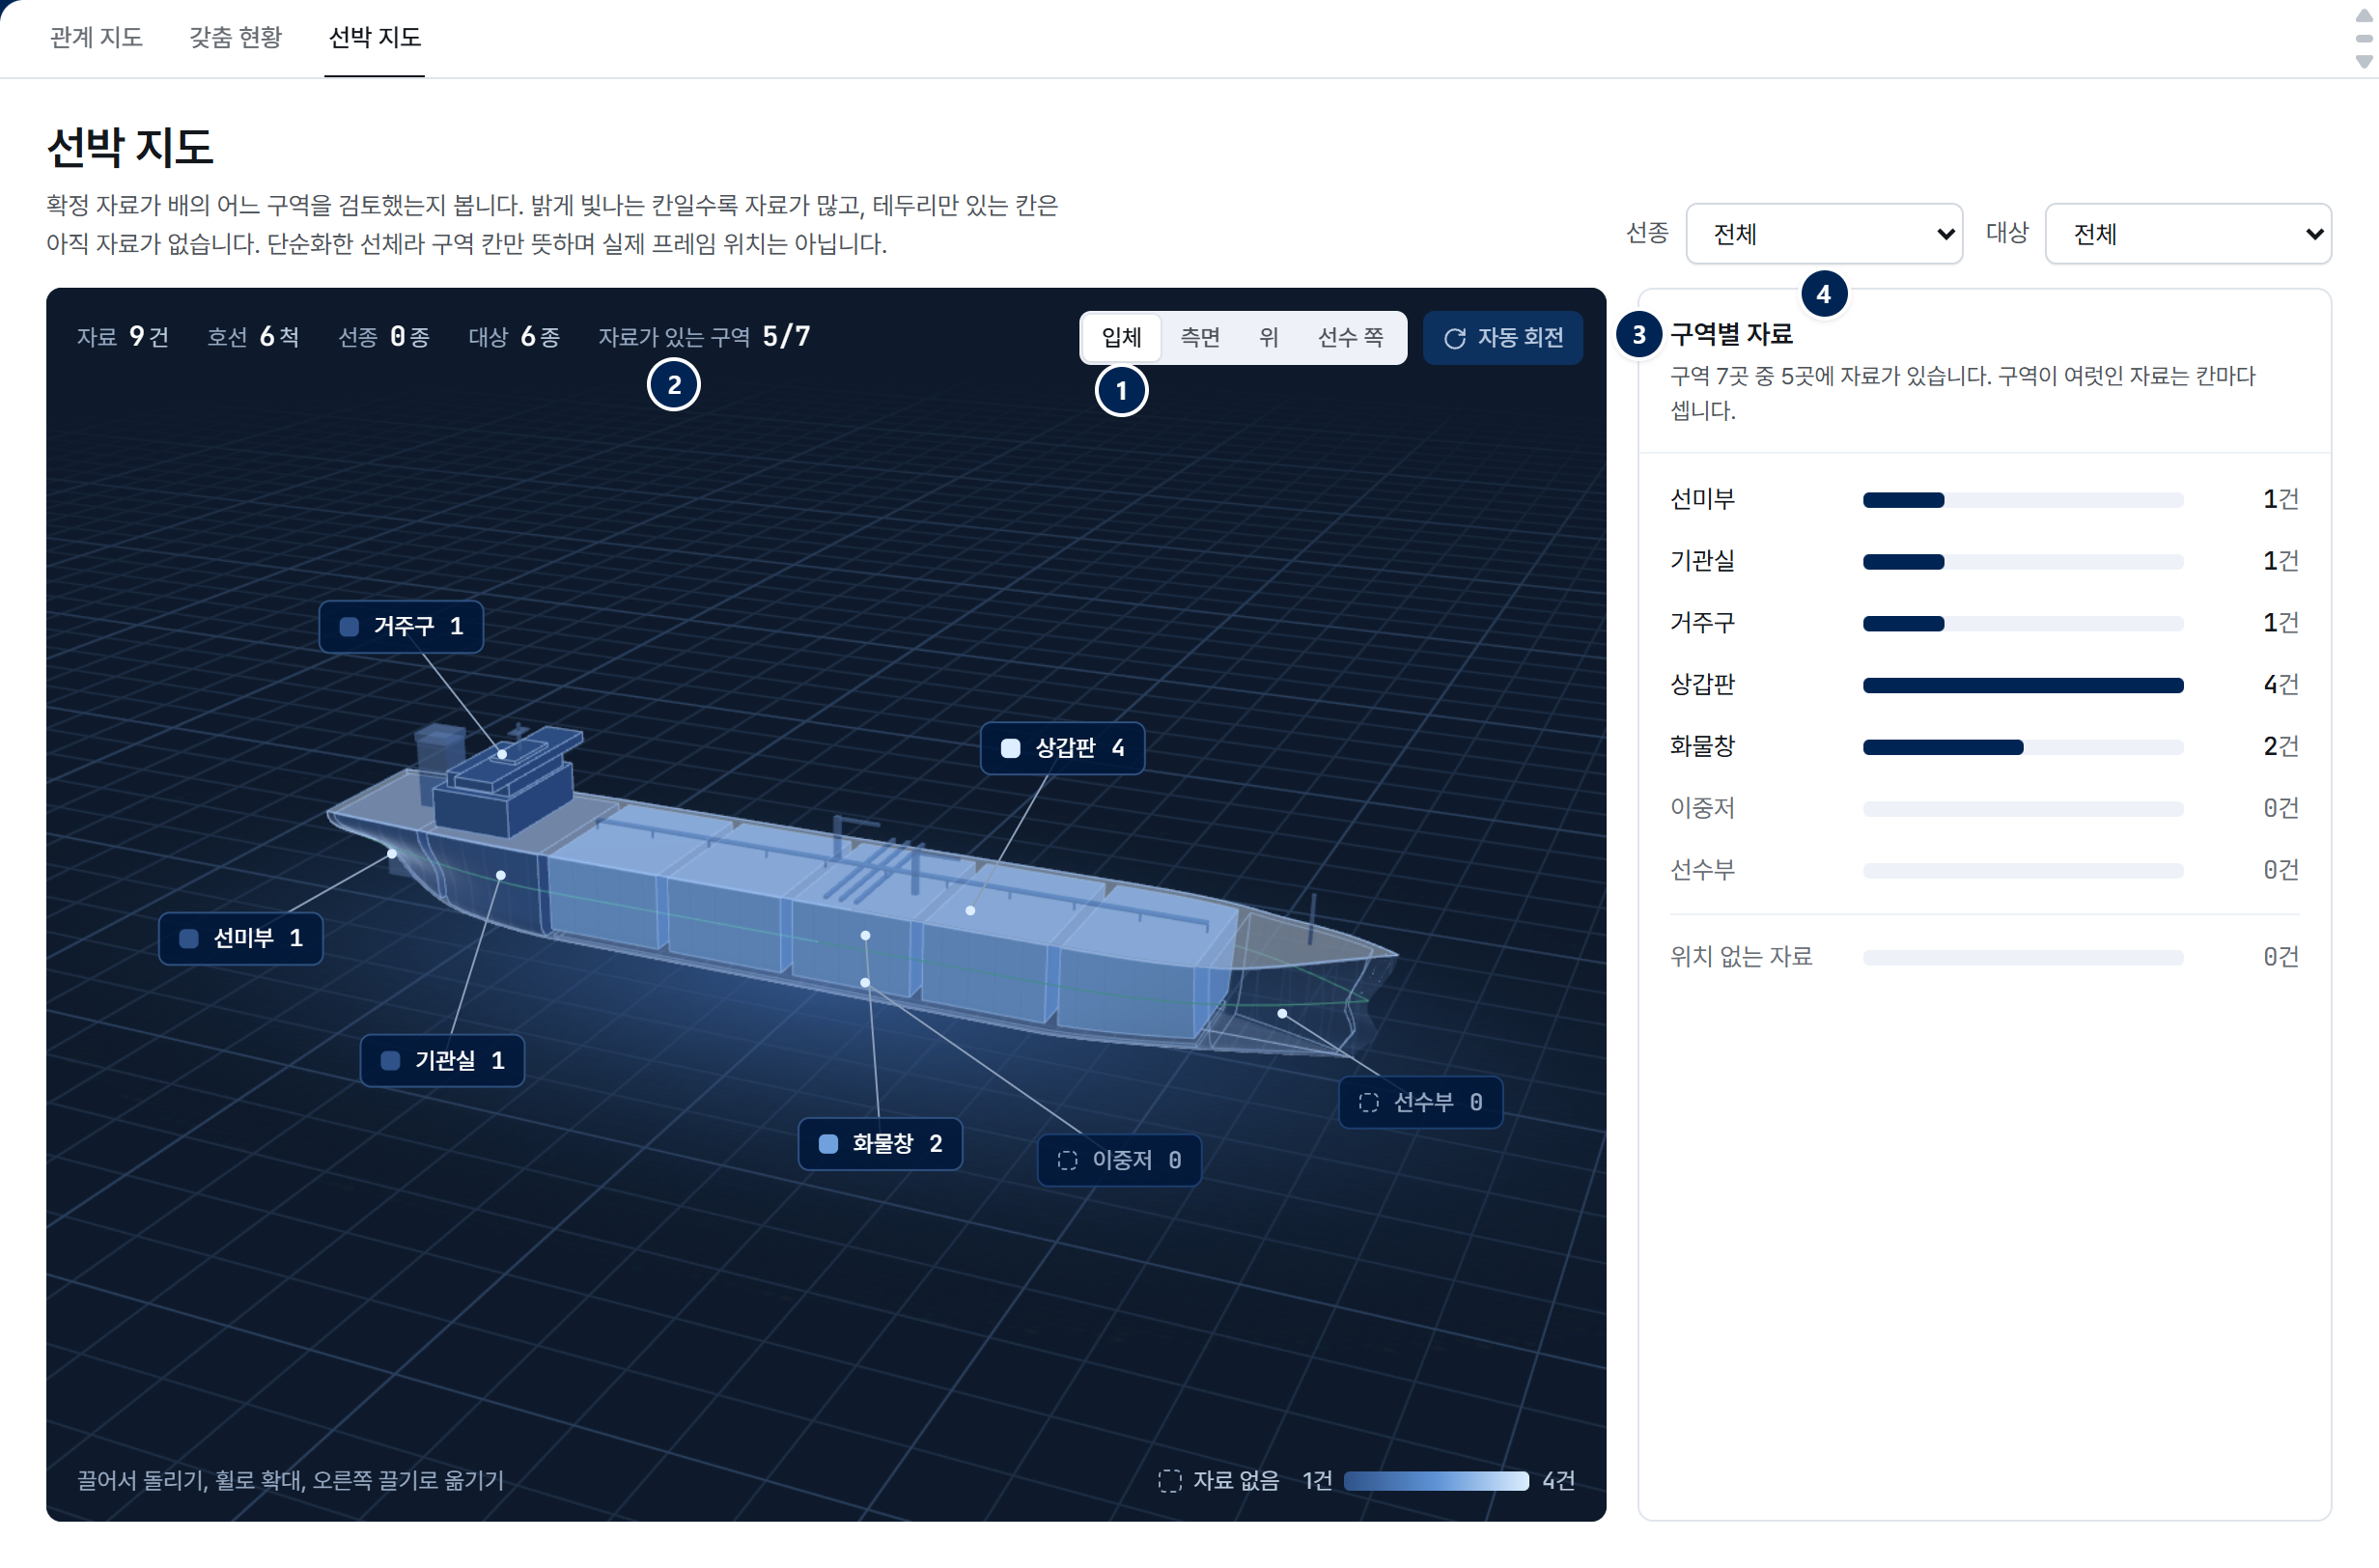 관계 지도 갖춤 현황 선박 지도
선박 지도
확정 자료가 배의 어느 구역을 검토했는지 봅니다. 밝게 빛나는 칸일수록 자료가 많고, 테두리만 있는 칸은
아직 자료가 없습니다. 단순화한 선체라 구역 칸만 뜻하며 실제 프레임 위치는 아닙니다.
선종 전체 대상 전체
자료 9건 호선 6척 선종 0종 대상 6종 자료가 있는 구역 5/7
입체 측면 위 선수 쪽 자동 회전
2
1
거주구 1
상갑판 4
선미부 1
기관실 1
화물창 2
이중저 0
선수부 0
끌어서 돌리기, 휠로 확대, 오른쪽 끌기로 옮기기
자료 없음 1건 4건
4
3
구역별 자료
구역 7곳 중 5곳에 자료가 있습니다. 구역이 여럿인 자료는 칸마다
셉니다.
선미부 1건
기관실 1건
거주구 1건
상갑판 4건
화물창 2건
이중저 0건
선수부 0건
위치 없는 자료 0건